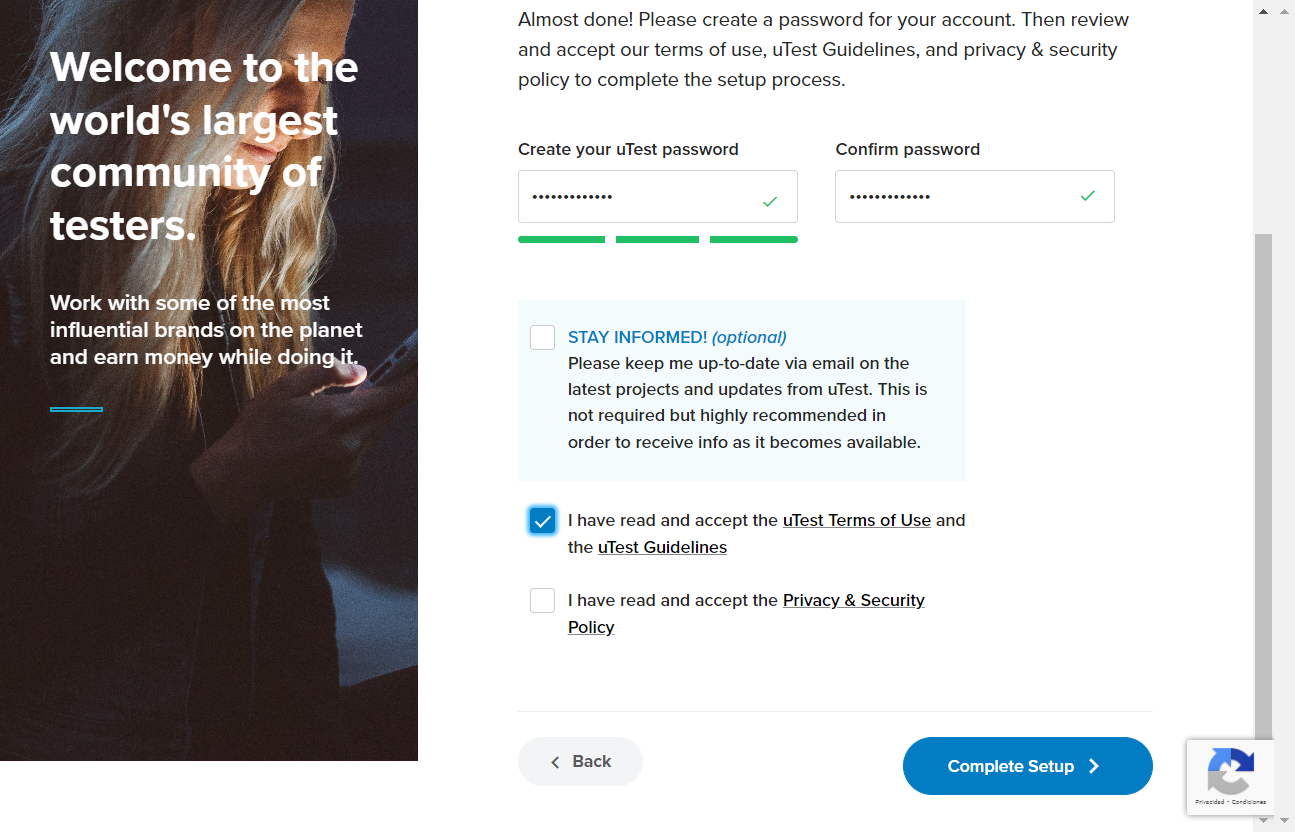 Welcome to the
world's largest
community of
testers.
Work with some of the most
influential brands on the planet
and earn money while doing it.
Almost done! Please create a password for your account. Then review
and accept our terms of use, uTest Guidelines, and privacy & security
policy to complete the setup process.
Create your uTest password
Confirm password
•••••••••••••
•••••••••••••
STAY INFORMED! (optional)
Please keep me up-to-date via email on the
latest projects and updates from uTest. This is
not required but highly recommended in
order to receive info as it becomes available.
I have read and accept the uTest Terms of Use and
the uTest Guidelines
I have read and accept the Privacy & Security
Policy
Back
Complete Setup
Privacidad - Condiciones